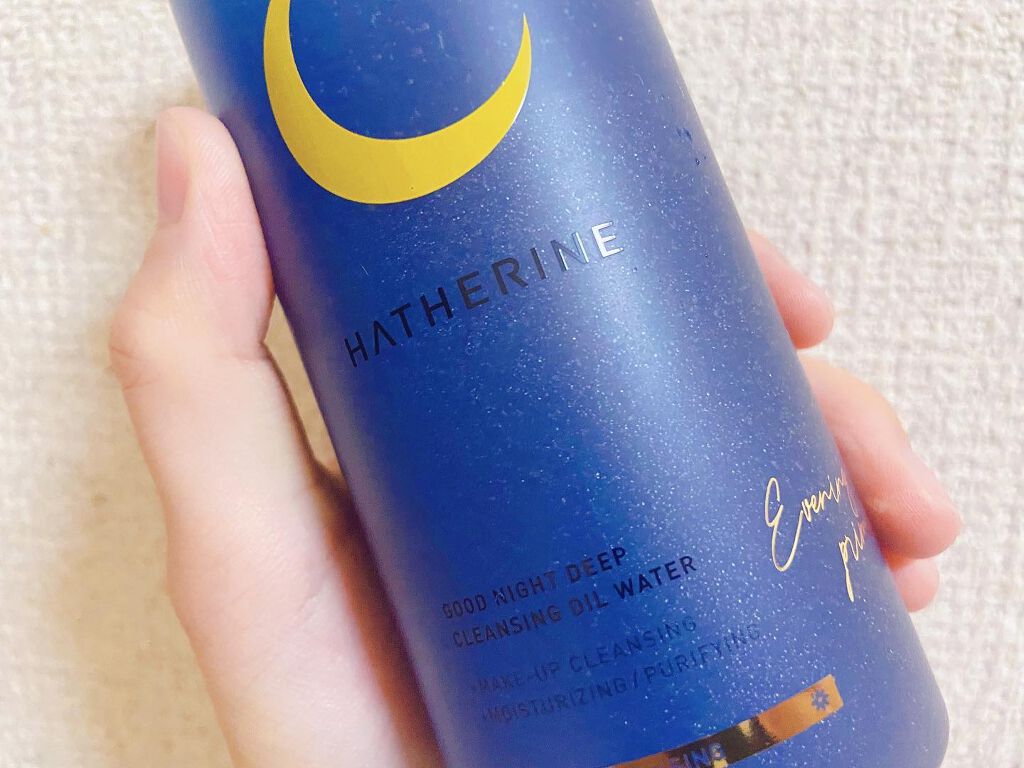 HATHERINE
GOOD NIGHT DEEP
CLEANSING OIL WATER
•MAKE-UP CLEANSING
•MOISTURIZING/PURIFYING